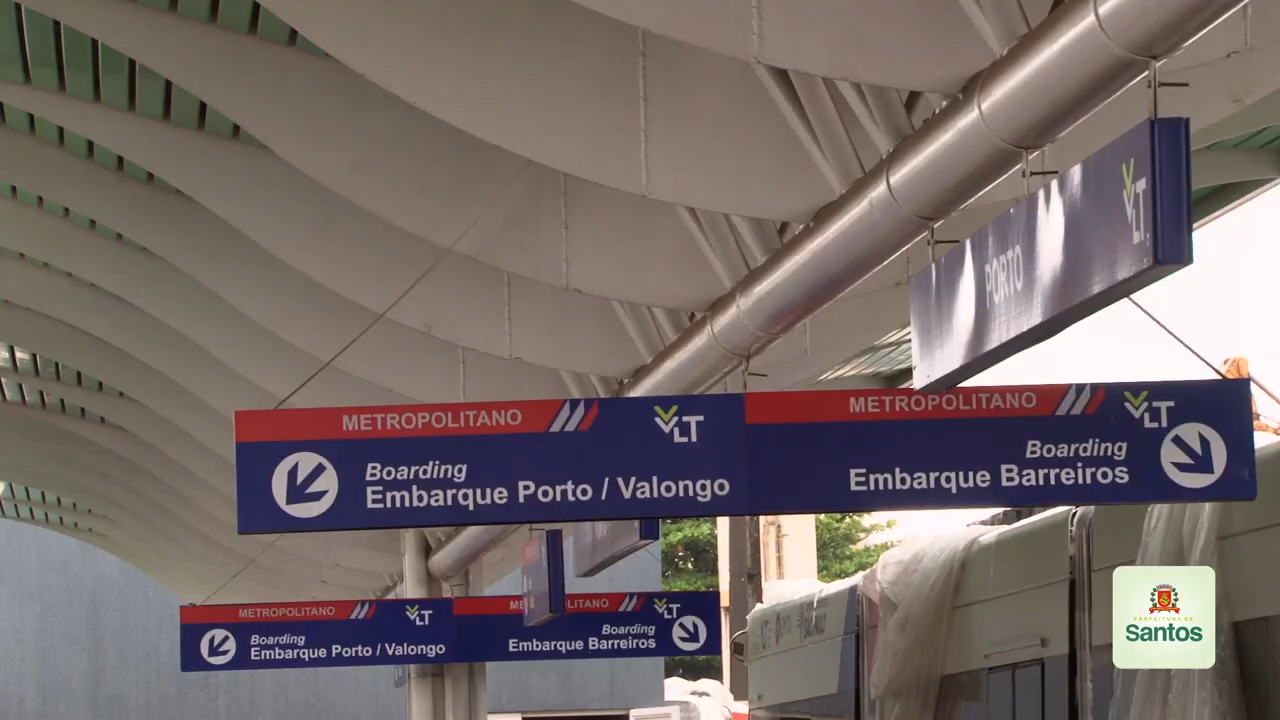 VLT
PORTO
METROPOLITANO
VLT
Boarding
Embarque Porto / Valongo
METROPOLITANO
VLT
Boarding
Embarque Barreiros
METROPOLITANO
VLT
Boarding
Embarque Porto / Valongo
VLT
Boarding
Embarque Barreiros
PREFEITURA DE
Santos